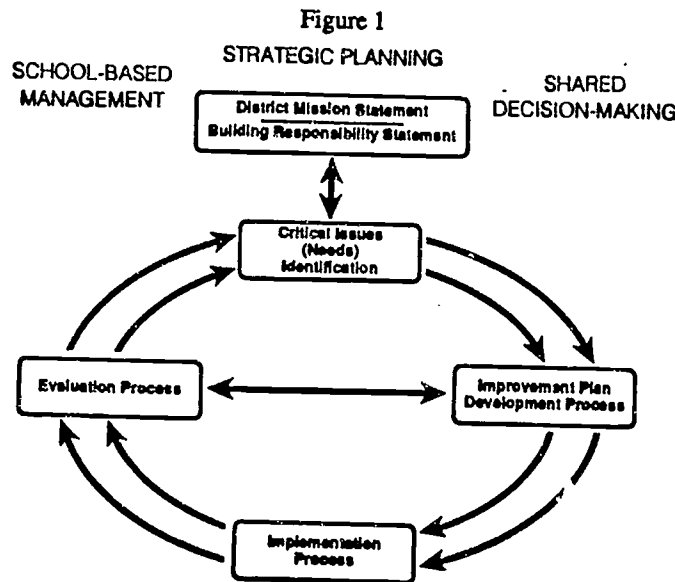 Figure 1
STRATEGIC PLANNING
SCHOOL-BASED
MANAGEMENT
SHARED
DECISION-MAKING
District Mission Statement
Building Responsibility Statement
Critical Issues
(Needs)
Identification
Evaluation Process
Improvement Plan
Development Process
Implementation
Process